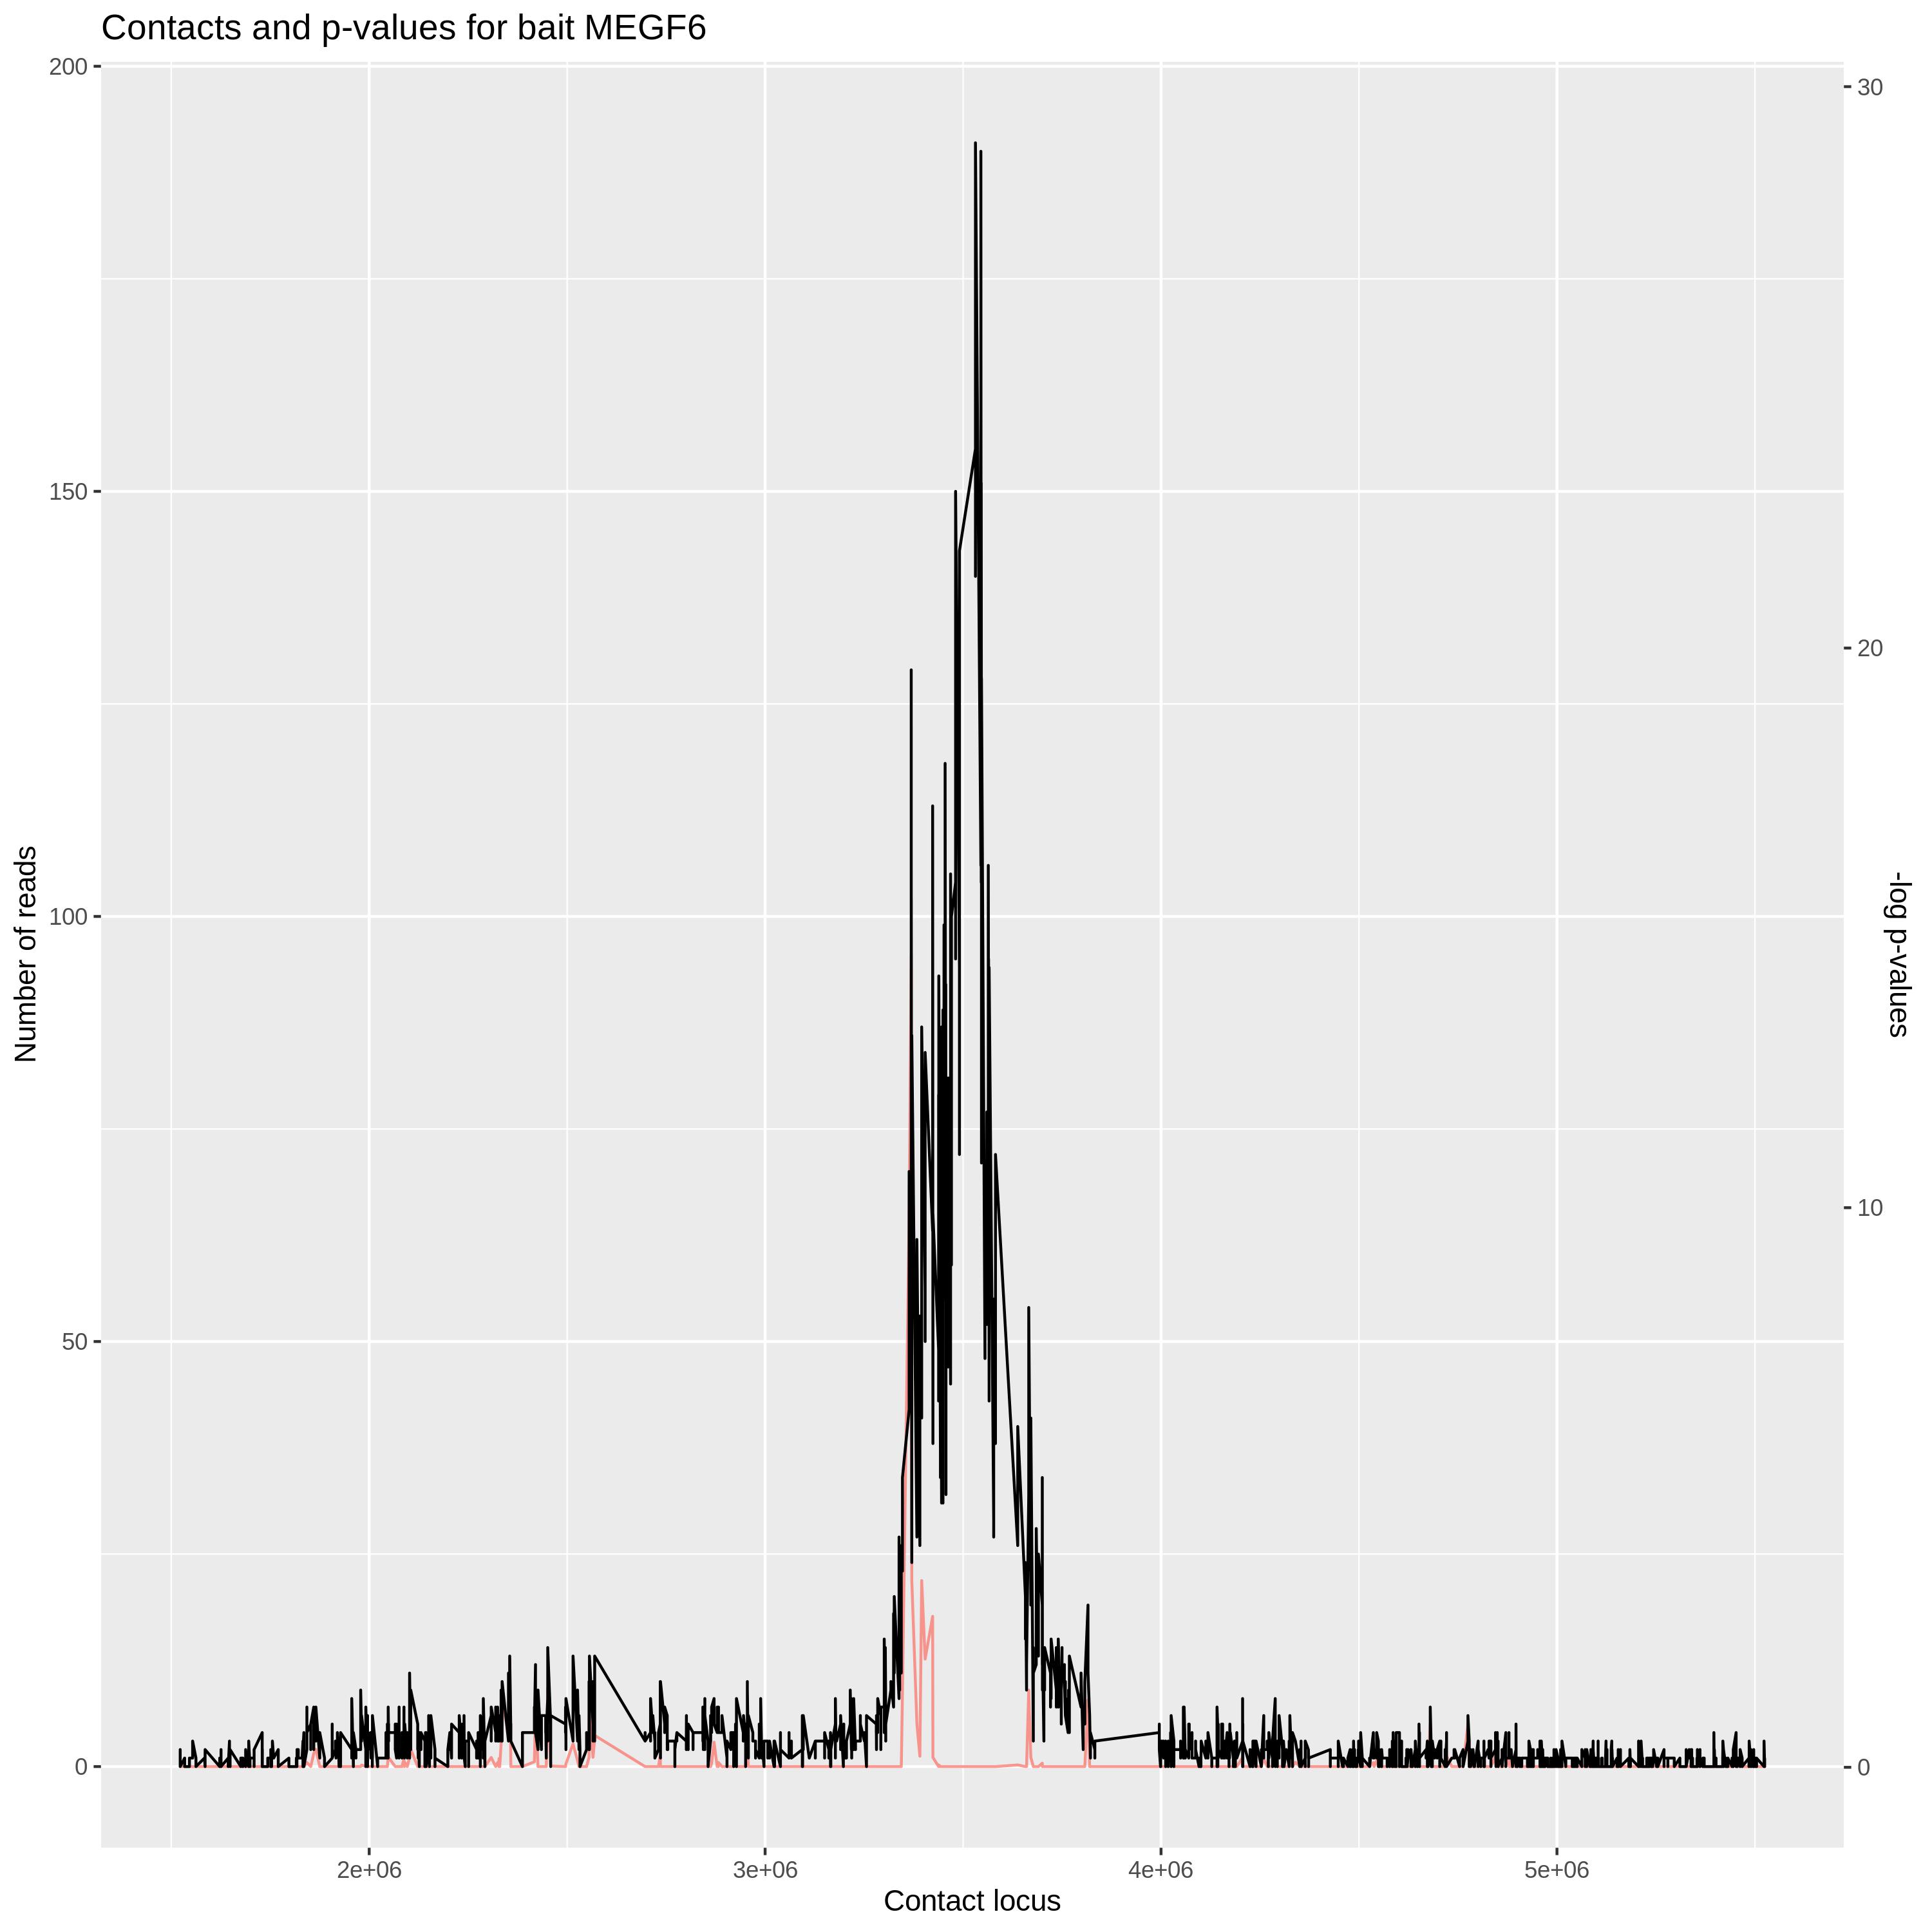 Contacts and p-values for bait MEGF6
200
150
100
50
0
Number of reads
30
20
10
0
-log p-values
2e+06 3e+06 4e+06 5e+06
Contact locus